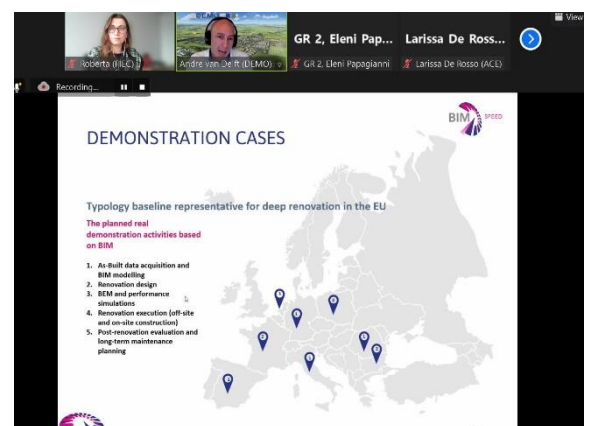 View
GR 2, Eleni Pap...
Larissa De Ross...
Roberta (FIEC)
Andre van Delft (DEMO)
GR 2, Eleni Papagianni
Larissa De Rosso (ACE)
Recording...
BIM SPEED
DEMONSTRATION CASES
Typology baseline representative for deep renovation in the EU
The planned real
demonstration activities based
on BIM
1. As-Built data acquisition and
BIM modelling
2. Renovation design
3. BEM and performance
simulations
4. Renovation execution (off-site
and on-site construction)
5. Post-renovation evaluation and
long-term maintenance
planning